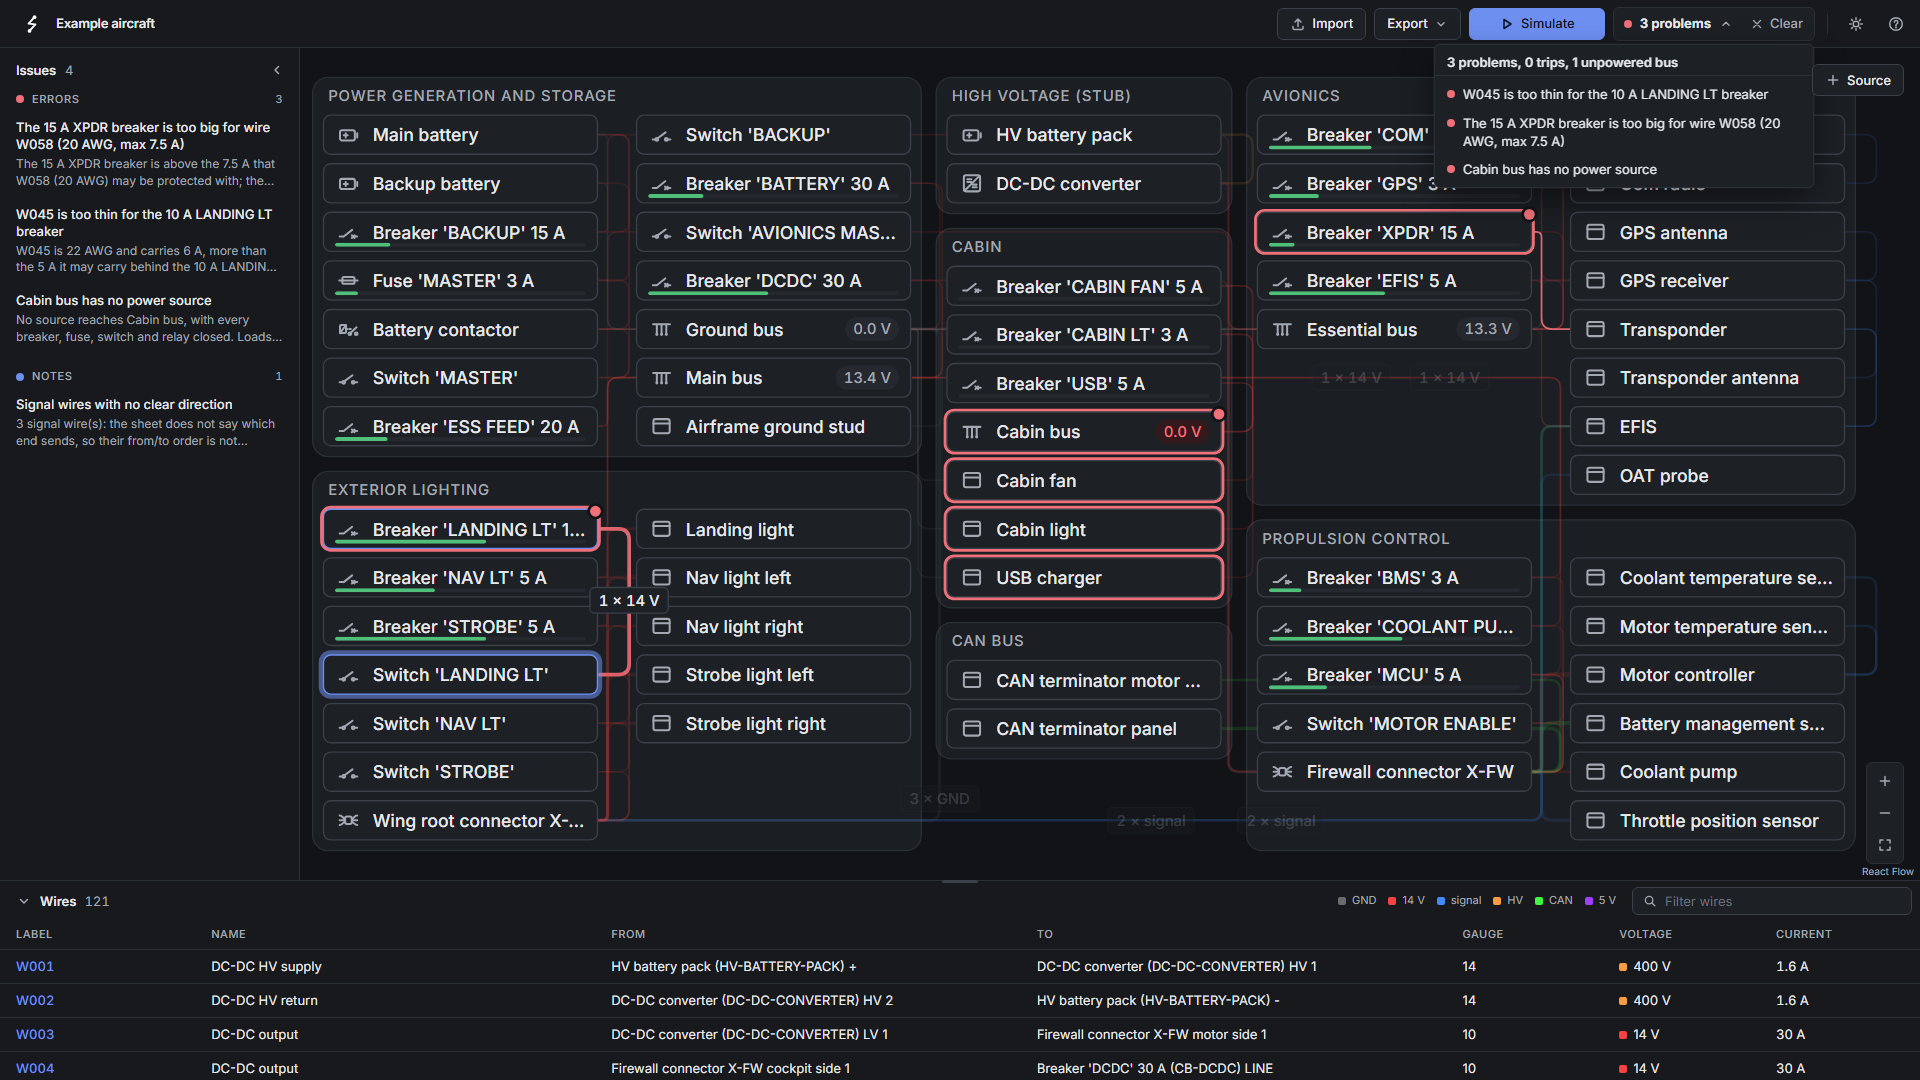 Example aircraft
Import
Export
Simulate
3 problems
Clear
3 problems, 0 trips, 1 unpowered bus
W045 is too thin for the 10 A LANDING LT breaker
The 15 A XPDR breaker is too big for wire W058 (20
AWG, max 7.5 A)
Cabin bus has no power source
Source
Issues 4
ERRORS 3
The 15 A XPDR breaker is too big for wire
W058 (20 AWG, max 7.5 A)
The 15 A XPDR breaker is above the 7.5 A that
W058 (20 AWG) may be protected with; the...
W045 is too thin for the 10 A LANDING LT
breaker
W045 is 22 AWG and carries 6 A, more than
the 5 A it may carry behind the 10 A LANDIN...
Cabin bus has no power source
No source reaches Cabin bus, with every
breaker, fuse, switch and relay closed. Loads...
NOTES 1
Signal wires with no clear direction
3 signal wire(s): the sheet does not say which
end sends, so their from/to order is not...
POWER GENERATION AND STORAGE
Main battery
Backup battery
Breaker 'BACKUP' 15 A
Fuse 'MASTER' 3 A
Battery contactor
Switch 'MASTER'
Breaker 'ESS FEED' 20 A
Switch 'BACKUP'
Breaker 'BATTERY' 30 A
Switch 'AVIONICS MAS...
Breaker 'DCDC' 30 A
Ground bus 0.0 V
Main bus 13.4 V
Airframe ground stud
EXTERIOR LIGHTING
Breaker 'LANDING LT' 1...
Breaker 'NAV LT' 5 A
Breaker 'STROBE' 5 A
Switch 'LANDING LT'
Switch 'NAV LT'
Switch 'STROBE'
Wing root connector X-...
1 × 14 V
Landing light
Nav light left
Nav light right
Strobe light left
Strobe light right
HIGH VOLTAGE (STUB)
HV battery pack
DC-DC converter
CABIN
Breaker 'CABIN FAN' 5 A
Breaker 'CABIN LT' 3 A
Breaker 'USB' 5 A
Cabin bus 0.0 V
Cabin fan
Cabin light
USB charger
CAN BUS
CAN terminator motor ...
CAN terminator panel
3 × GND
2 × signal
2 × signal
AVIONICS
Breaker 'COM'
Breaker 'GPS' 3 A
Breaker 'XPDR' 15 A
Breaker 'EFIS' 5 A
Essential bus 13.3 V
1 × 14 V
1 × 14 V
GPS antenna
GPS receiver
Transponder
Transponder antenna
EFIS
OAT probe
PROPULSION CONTROL
Breaker 'BMS' 3 A
Breaker 'COOLANT PU...
Breaker 'MCU' 5 A
Switch 'MOTOR ENABLE'
Firewall connector X-FW
Coolant temperature se...
Motor temperature sen...
Motor controller
Battery management s...
Coolant pump
Throttle position sensor
React Flow
Wires 121
GND 14 V signal HV CAN 5 V
Filter wires
LABEL NAME FROM TO GAUGE VOLTAGE CURRENT
W001 DC-DC HV supply HV battery pack (HV-BATTERY-PACK) + DC-DC converter (DC-DC-CONVERTER) HV 1 14 400 V 1.6 A
W002 DC-DC HV return DC-DC converter (DC-DC-CONVERTER) HV 2 HV battery pack (HV-BATTERY-PACK) - 14 400 V 1.6 A
W003 DC-DC output DC-DC converter (DC-DC-CONVERTER) LV 1 Firewall connector X-FW motor side 1 10 14 V 30 A
W004 DC-DC output Firewall connector X-FW cockpit side 1 Breaker 'DCDC' 30 A (CB-DCDC) LINE 10 14 V 30 A